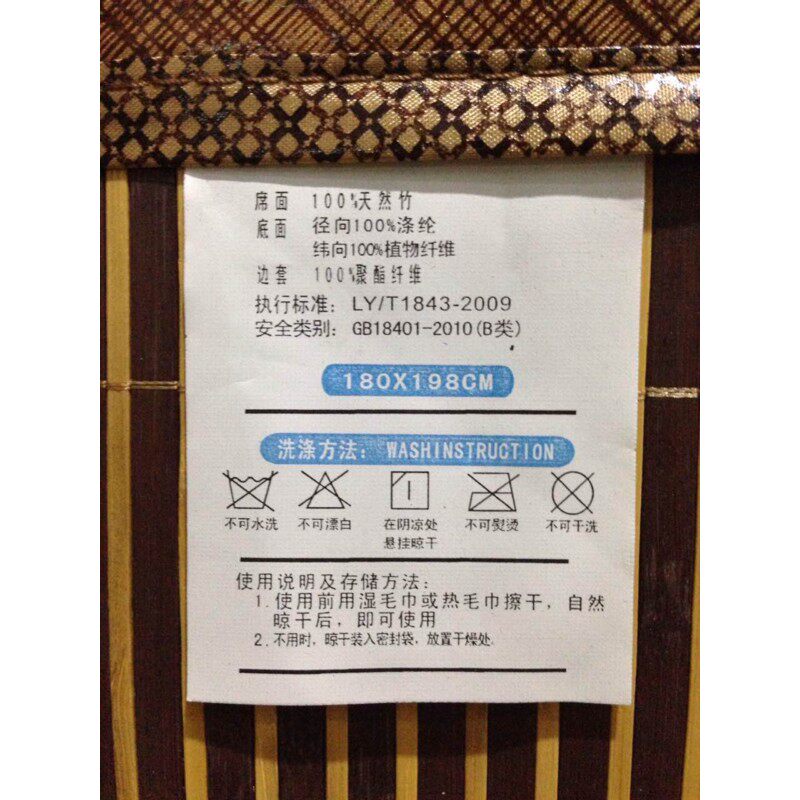 席面 100%天然竹
底面 径向100%涤纶
纬向100%植物纤维
边套 100%聚酯纤维
执行标准: LY/T1843-2009
安全类别: GB18401-2010(B类)
180X198CM
洗涤方法: WASHINSTRUCTION
不可水洗 不可漂白 在阴凉处 不可熨烫 不可干洗
悬挂晾干
使用说明及存储方法:
1.使用前用湿毛巾或热毛巾擦干，自然
晾干后，即可使用
2.不用时，晾干装入密封袋，放置干燥处.